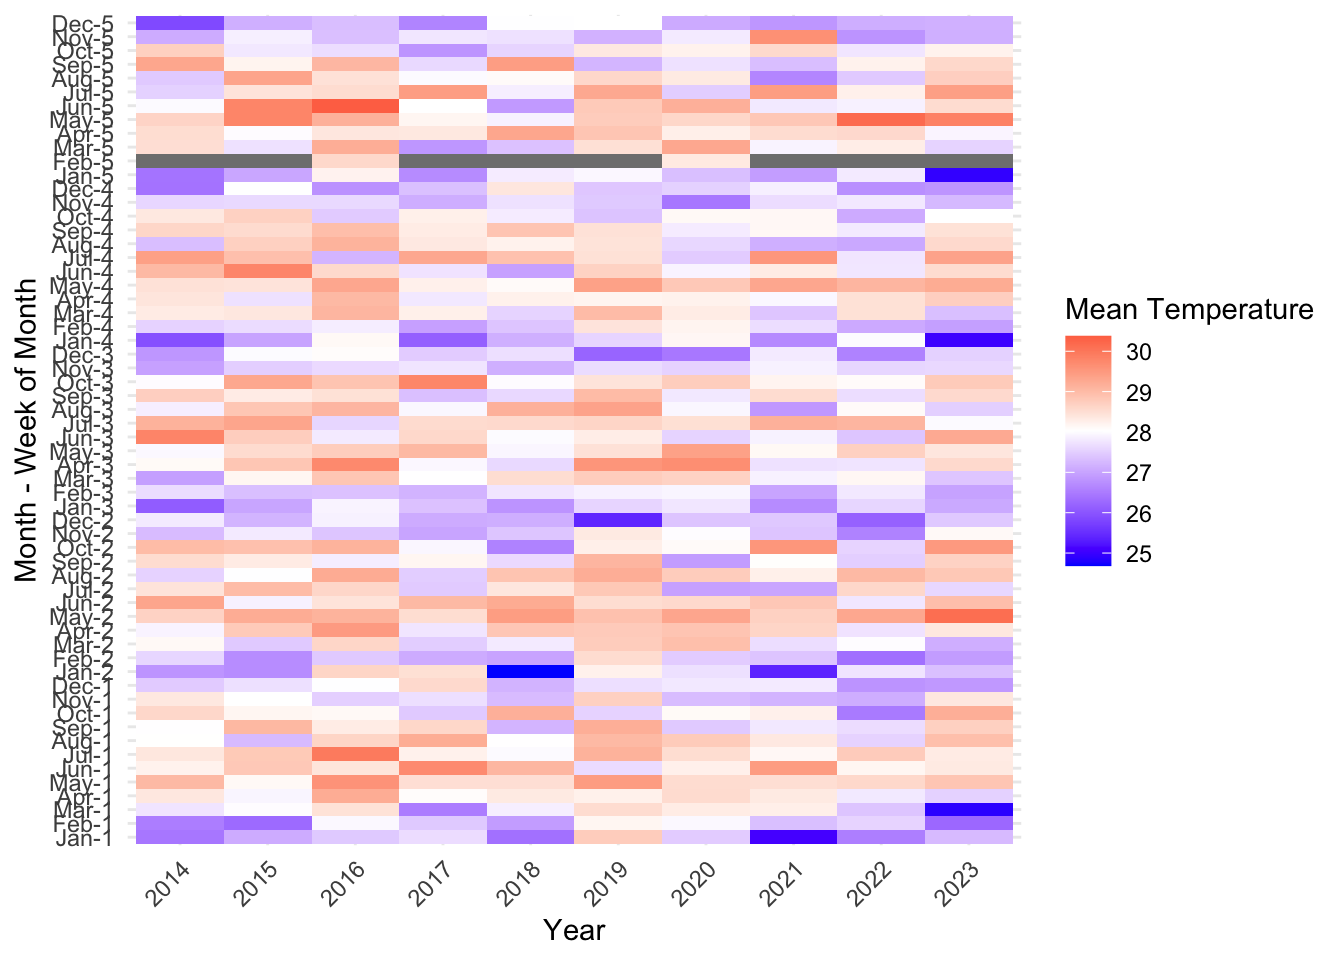 Dec-5
Nov-5
Oct-5
Sep-5
Aug-5
Jul-5
Jun-5
May-5
Apr-5
Mar-5
Feb-5
Jan-5
Dec-4
Nov-4
Oct-4
Sep-4
Aug-4
Jul-4
Jun-4
May-4
Apr-4
Mar-4
Feb-4
Jan-4
Dec-3
Nov-3
Oct-3
Sep-3
Aug-3
Jul-3
Jun-3
May-3
Apr-3
Mar-3
Feb-3
Jan-3
Dec-2
Nov-2
Oct-2
Sep-2
Aug-2
Jul-2
Jun-2
May-2
Apr-2
Mar-2
Feb-2
Jan-2
Dec-1
Nov-1
Oct-1
Sep-1
Aug-1
Jul-1
Jun-1
May-1
Apr-1
Mar-1
Feb-1
Jan-1
Month - Week of Month
2014 2015 2016 2017 2018 2019 2020 2021 2022 2023
Year
Mean Temperature
30
29
28
27
26
25